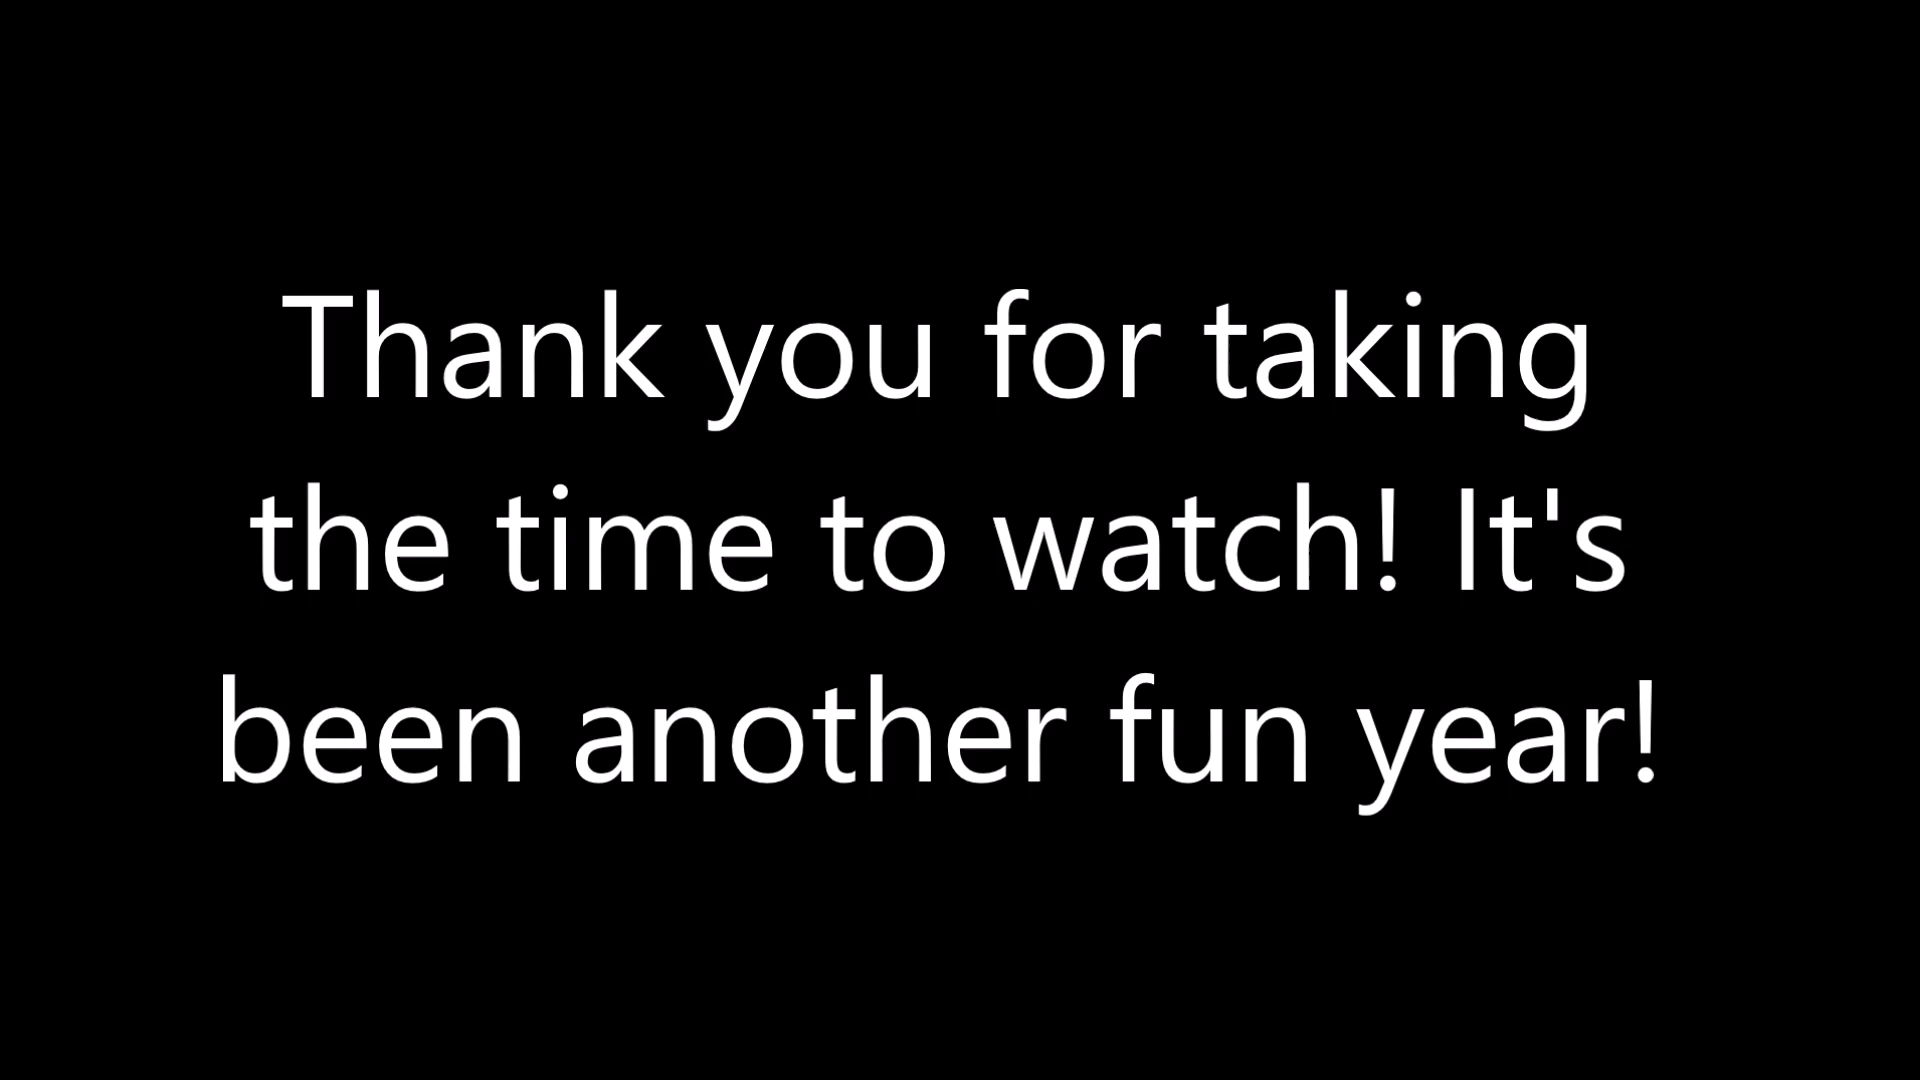 Thank you for taking
the time to watch! It's
been another fun year!